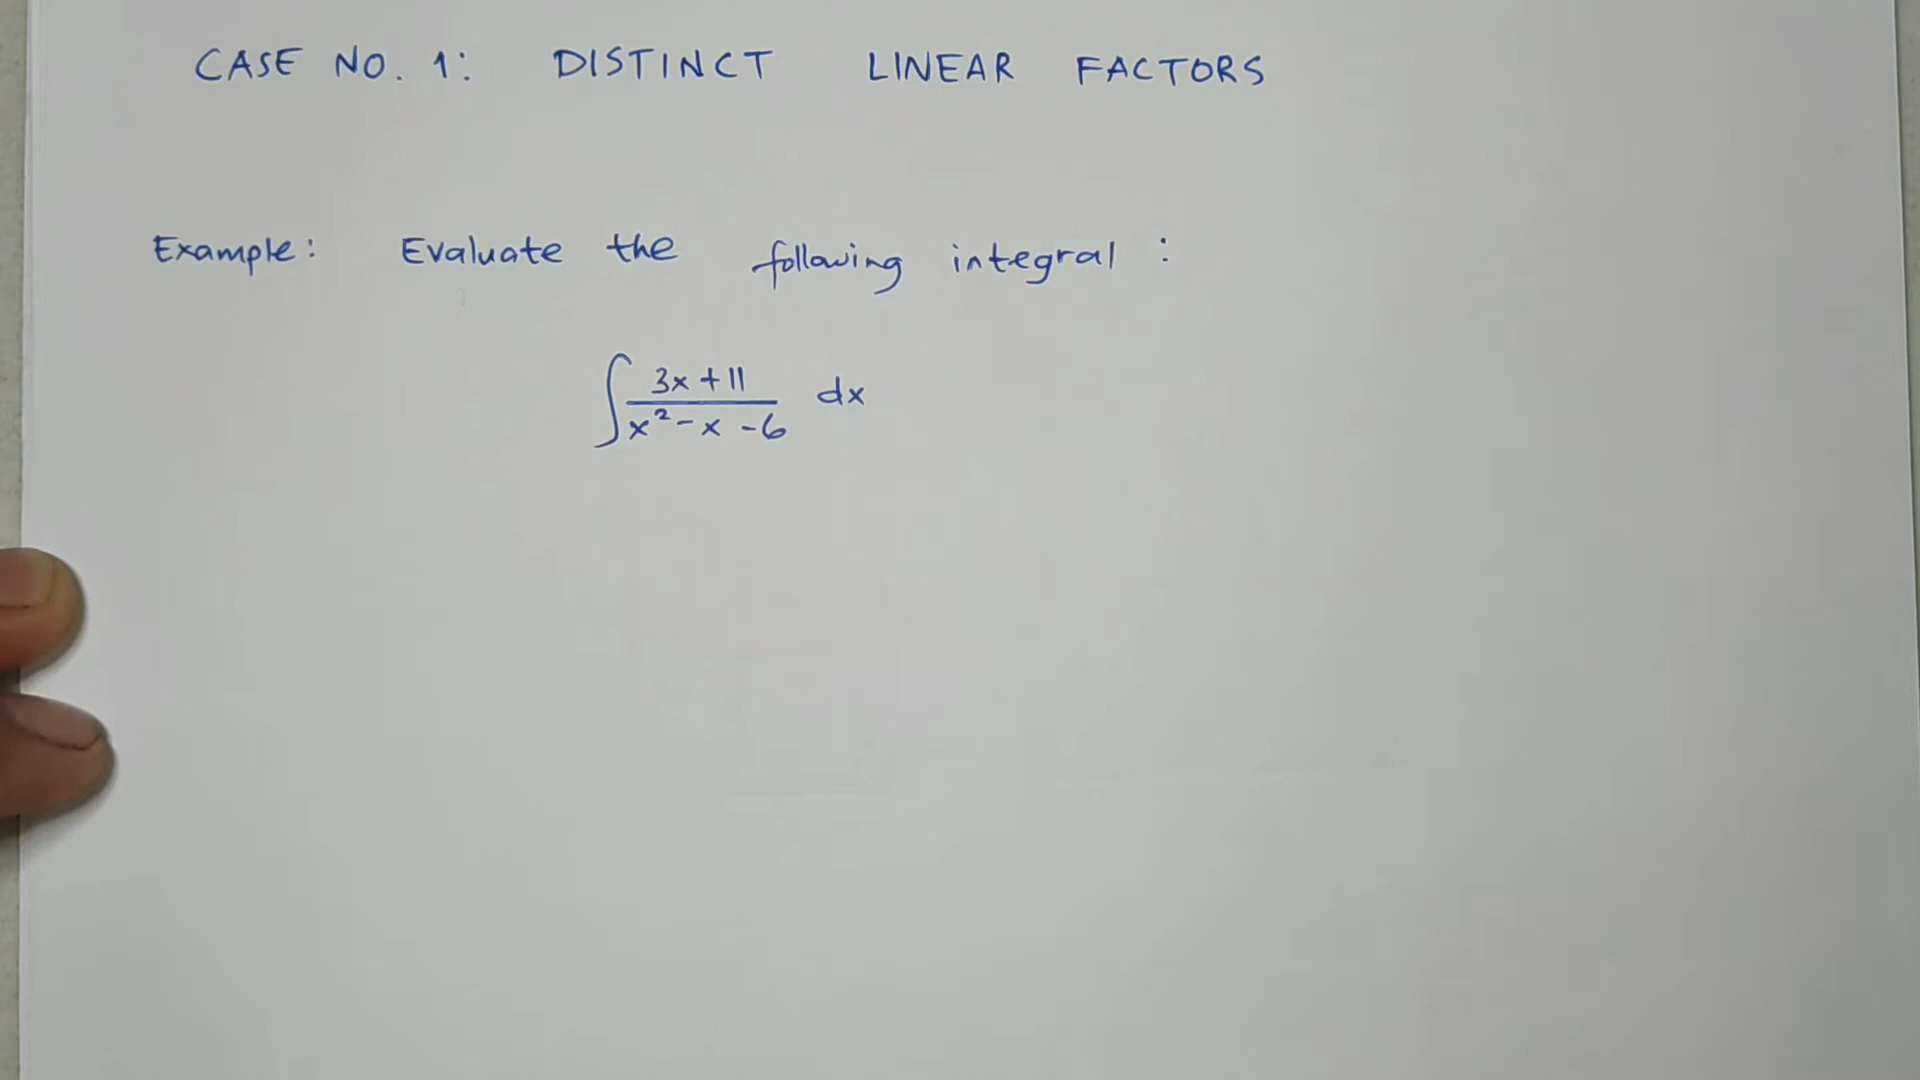 CASE NO. 1: DISTINCT LINEAR FACTORS
Example: Evaluate the following integral:
∫ (3x + 11)/(x² - x - 6) dx